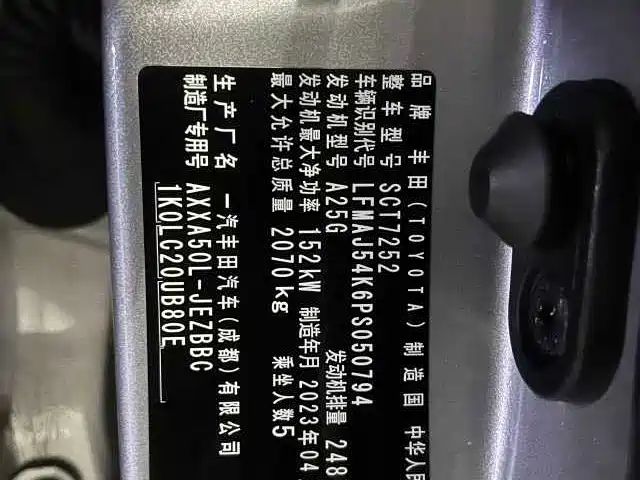 品牌 丰田(TOYOTA) 制造国 中华人民
整车型号 SCT7252
车辆识别代号 LFMAJ54K6PS050794
发动机型号 A25G 发动机排量 248
发动机最大净功率 152kW 制造年月 2023年04
最大允许总质量 2070kg 乘坐人数5
生产厂名 一汽丰田汽车(成都)有限公司
制造厂专用号 AXXA50L-JEZBBC
1K0LC20UB80E